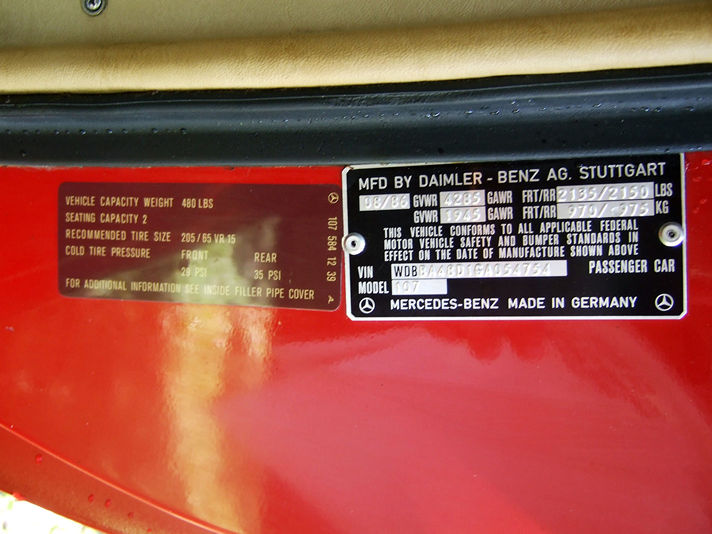 VEHICLE CAPACITY WEIGHT 480 LBS
SEATING CAPACITY 2
RECOMMENDED TIRE SIZE 205/65 VR 15
COLD TIRE PRESSURE FRONT REAR
29 PSI 35 PSI
FOR ADDITIONAL INFORMATION SEE INSIDE FILLER PIPE COVER
107 584 12 39 A
MFD BY DAIMLER-BENZ AG. STUTTGART
08/86 GVWR 4285 GAWR FRT/RR 2135/2150 LBS
GVWR 1945 GAWR FRT/RR 970/-975 KG
THIS VEHICLE CONFORMS TO ALL APPLICABLE FEDERAL
MOTOR VEHICLE SAFETY AND BUMPER STANDARDS IN
EFFECT ON THE DATE OF MANUFACTURE SHOWN ABOVE
VIN WDBBA48D1GA054754 PASSENGER CAR
MODEL 107
MERCEDES-BENZ MADE IN GERMANY